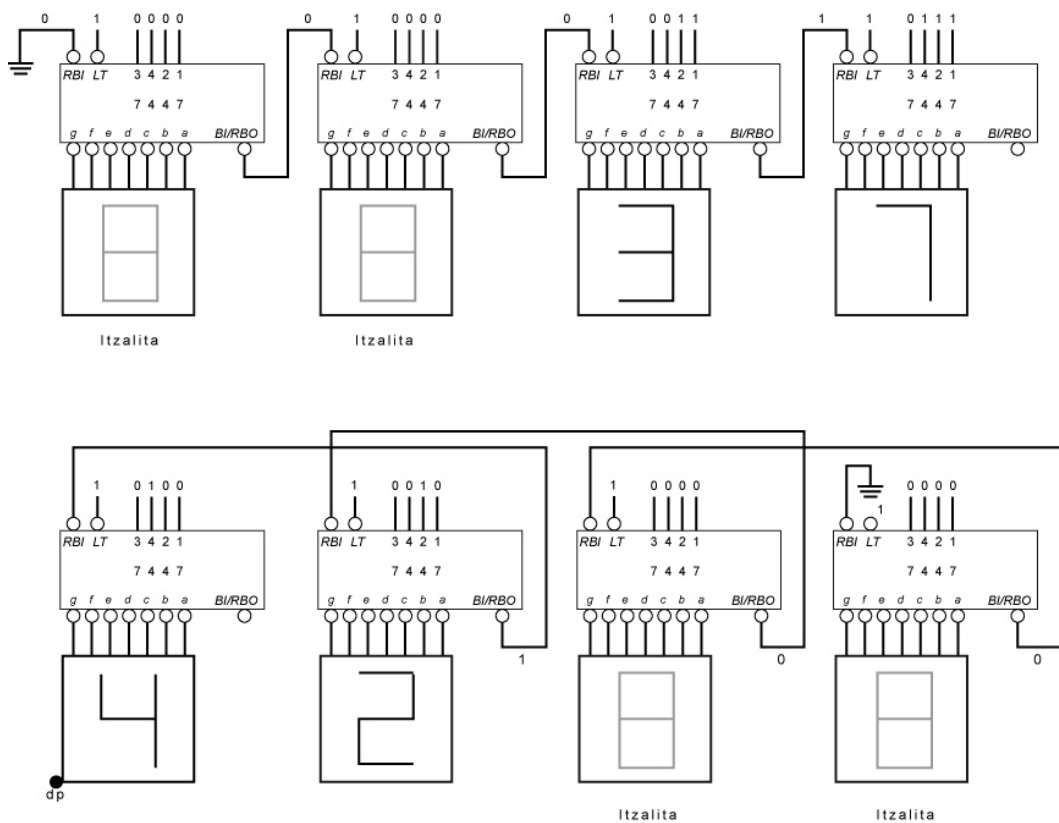 0 1 0 0 0 0 0 1 0 0 0 0 0 1 0 0 1 1 1 1 0 1 1 1
RBI LT 3 4 2 1 RBI LT 3 4 2 1 RBI LT 3 4 2 1 RBI LT 3 4 2 1
7 4 4 7 7 4 4 7 7 4 4 7 7 4 4 7
g f e d c b a BI/RBO g f e d c b a BI/RBO g f e d c b a BI/RBO g f e d c b a BI/RBO
Itzalita Itzalita
1 0 1 0 0 1 0 0 1 0 1 0 0 0 0 0 0 0 0
1
RBI LT 3 4 2 1 RBI LT 3 4 2 1 RBI LT 3 4 2 1 RBI LT 3 4 2 1
7 4 4 7 7 4 4 7 7 4 4 7 7 4 4 7
g f e d c b a BI/RBO g f e d c b a BI/RBO g f e d c b a BI/RBO g f e d c b a BI/RBO
1 0 0
dp
Itzalita Itzalita